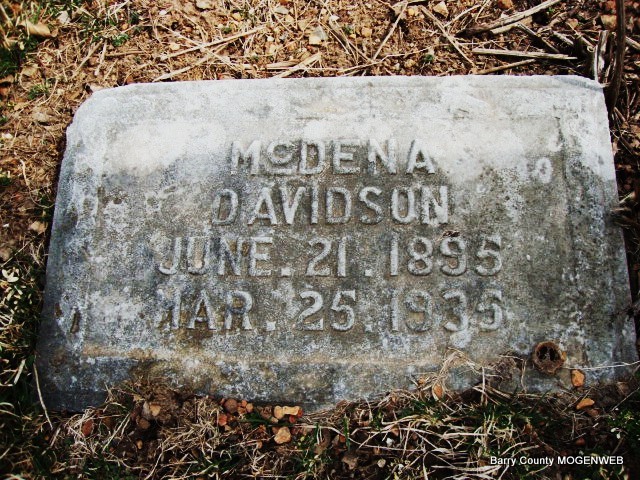 McDENA
DAVIDSON
JUNE. 21. 1895
MAR. 25. 1935
Barry County MOGENWEB